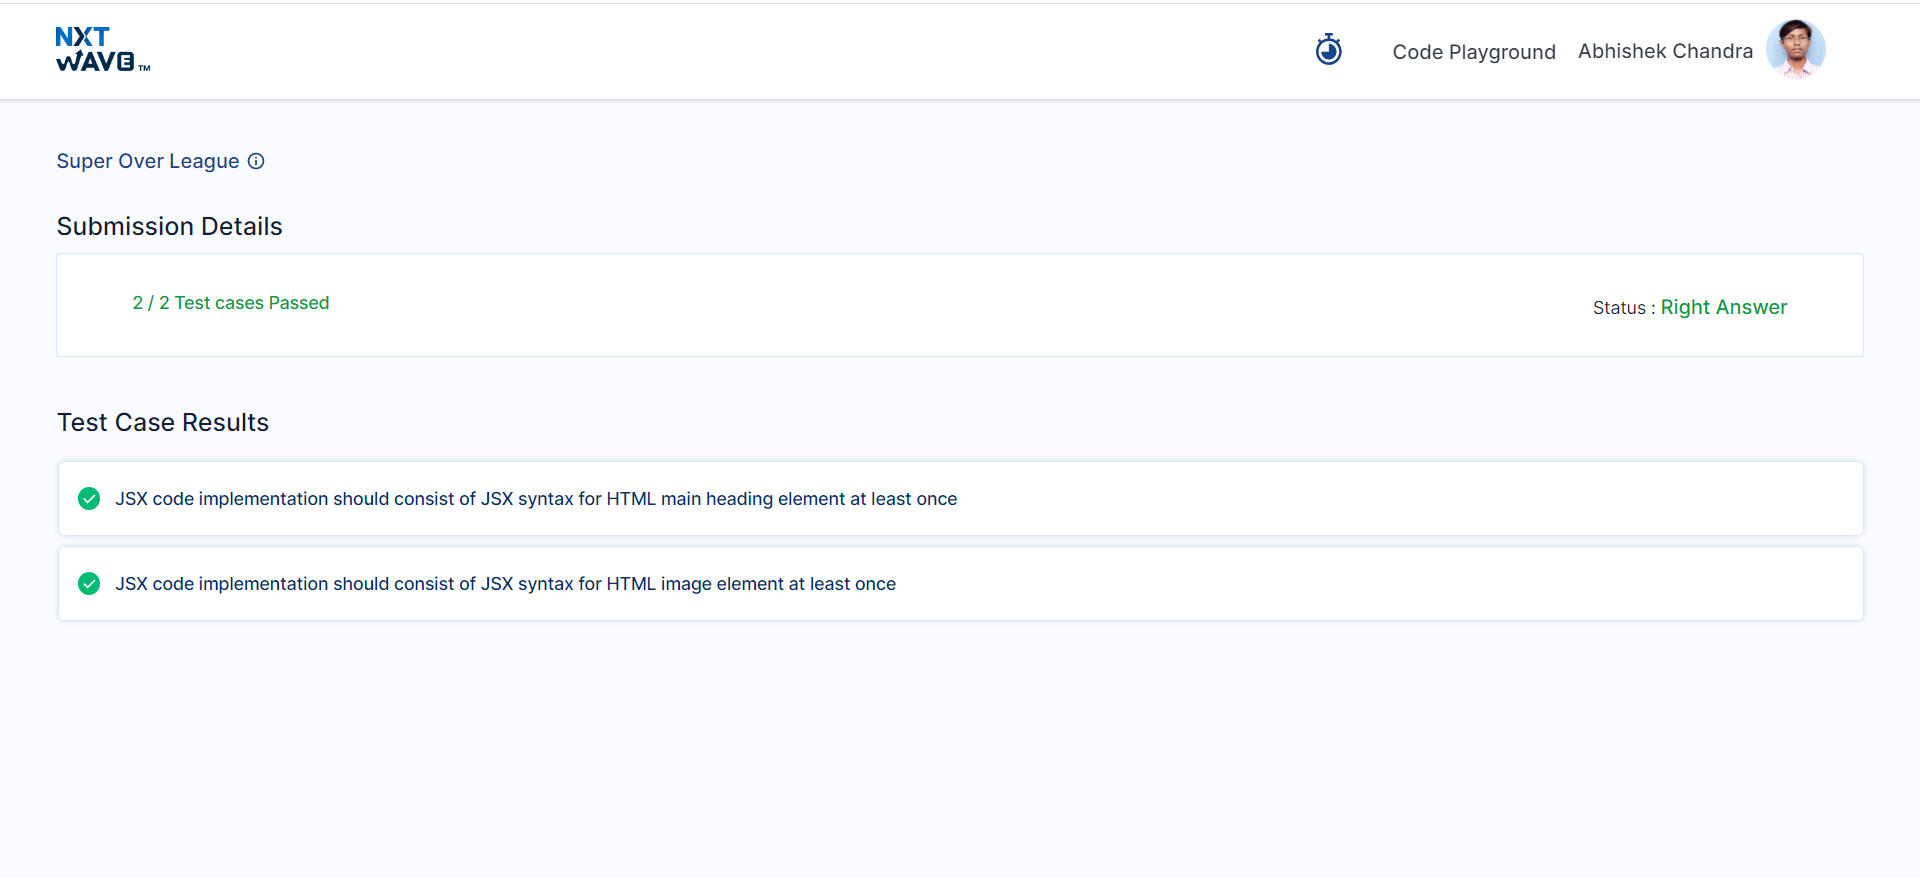 NXT
WAVE TM
Code Playground
Abhishek Chandra
Super Over League
Submission Details
2 / 2 Test cases Passed
Status : Right Answer
Test Case Results
JSX code implementation should consist of JSX syntax for HTML main heading element at least once
JSX code implementation should consist of JSX syntax for HTML image element at least once